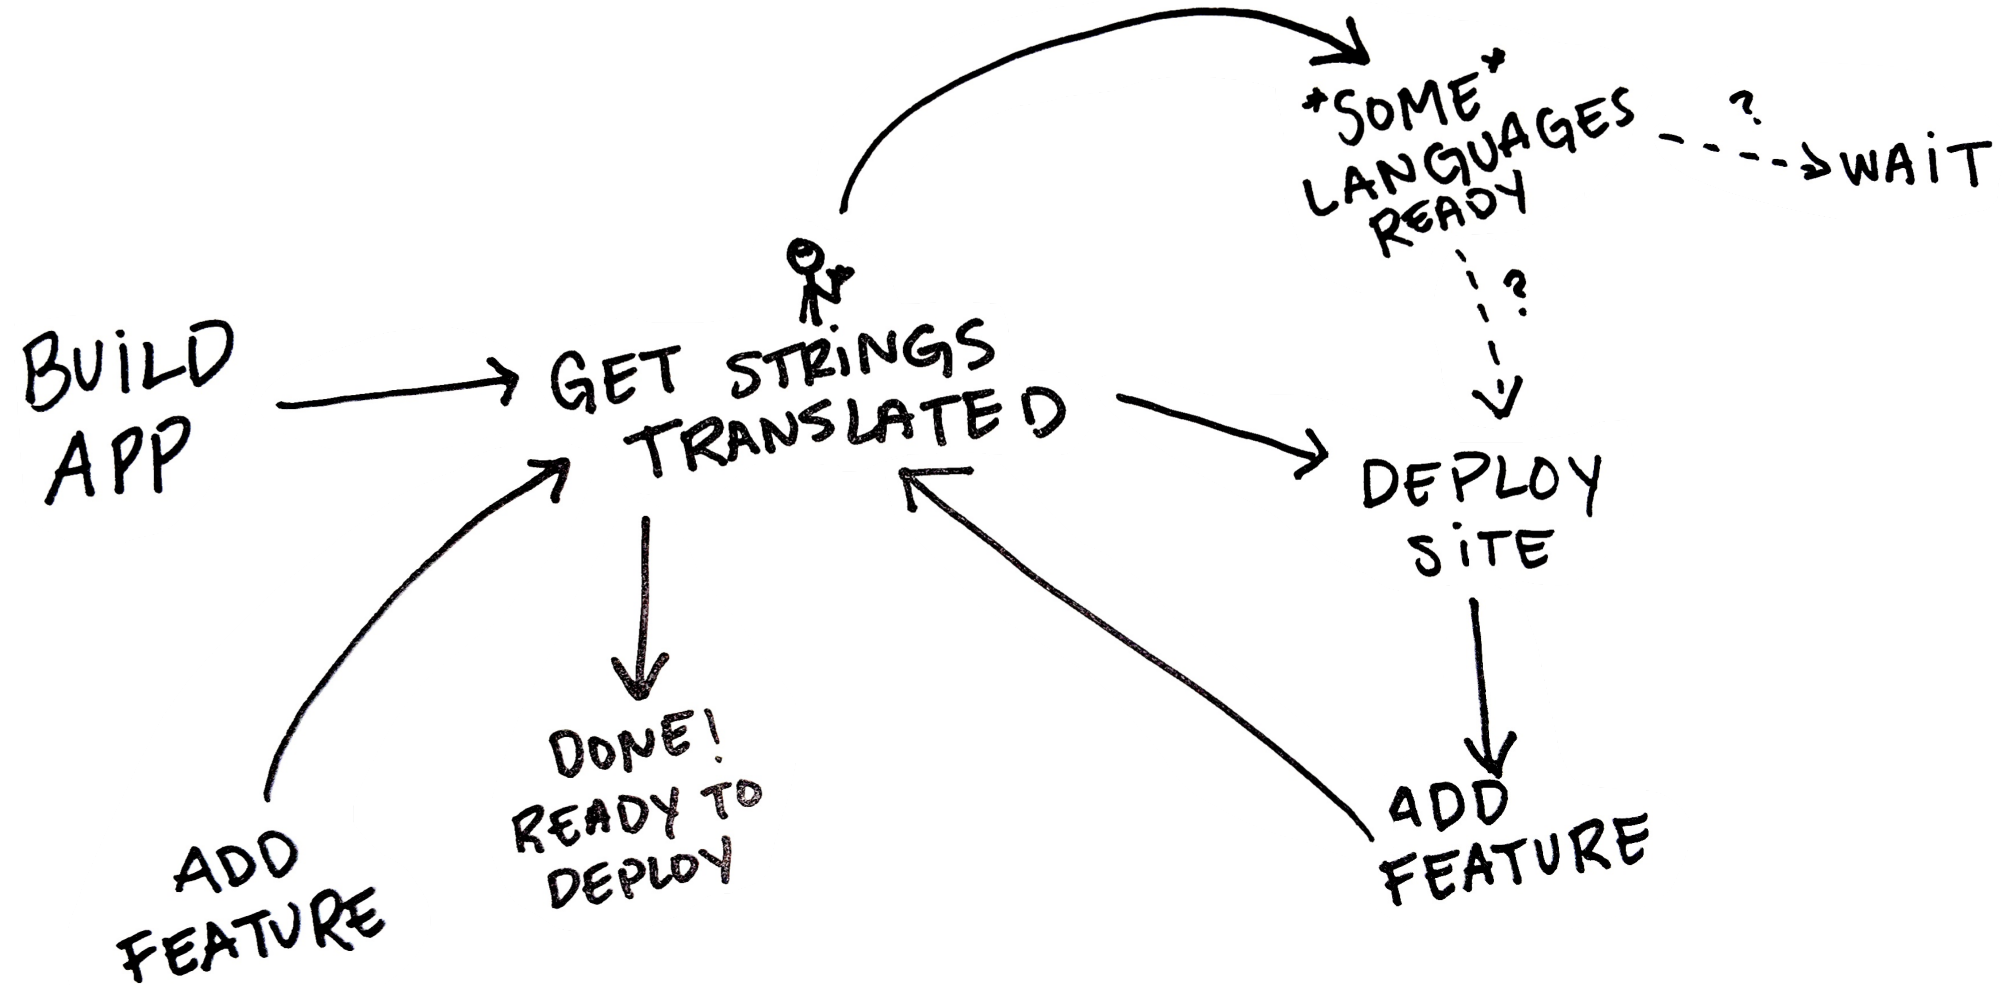 *SOME*
LANGUAGES
READY
?
WAiT
?
BUiLD
APP
GET STRiNGS
TRANSLATED
DEPLOY
SiTE
DONE!
READY TO
DEPLOY
ADD
FEATURE
ADD
FEATURE